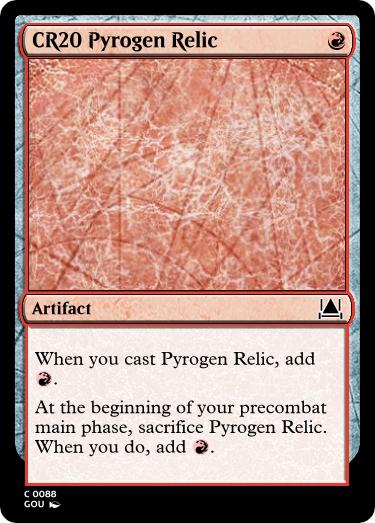 CR20 Pyrogen Relic
Artifact
When you cast Pyrogen Relic, add
.
At the beginning of your precombat
main phase, sacrifice Pyrogen Relic.
When you do, add .
C 0088
GOU